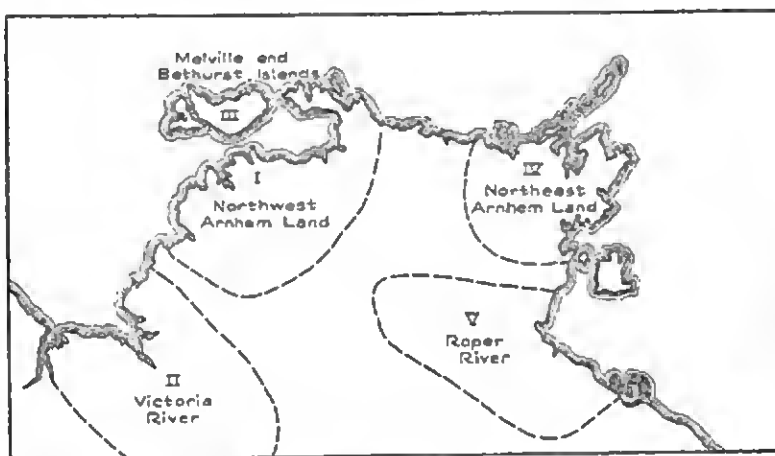 Melville and
Bathurst Islands
III
I
Northwest
Arnhem Land
IV
Northeast
Arnhem Land
V
Roper
River
II
Victoria
River